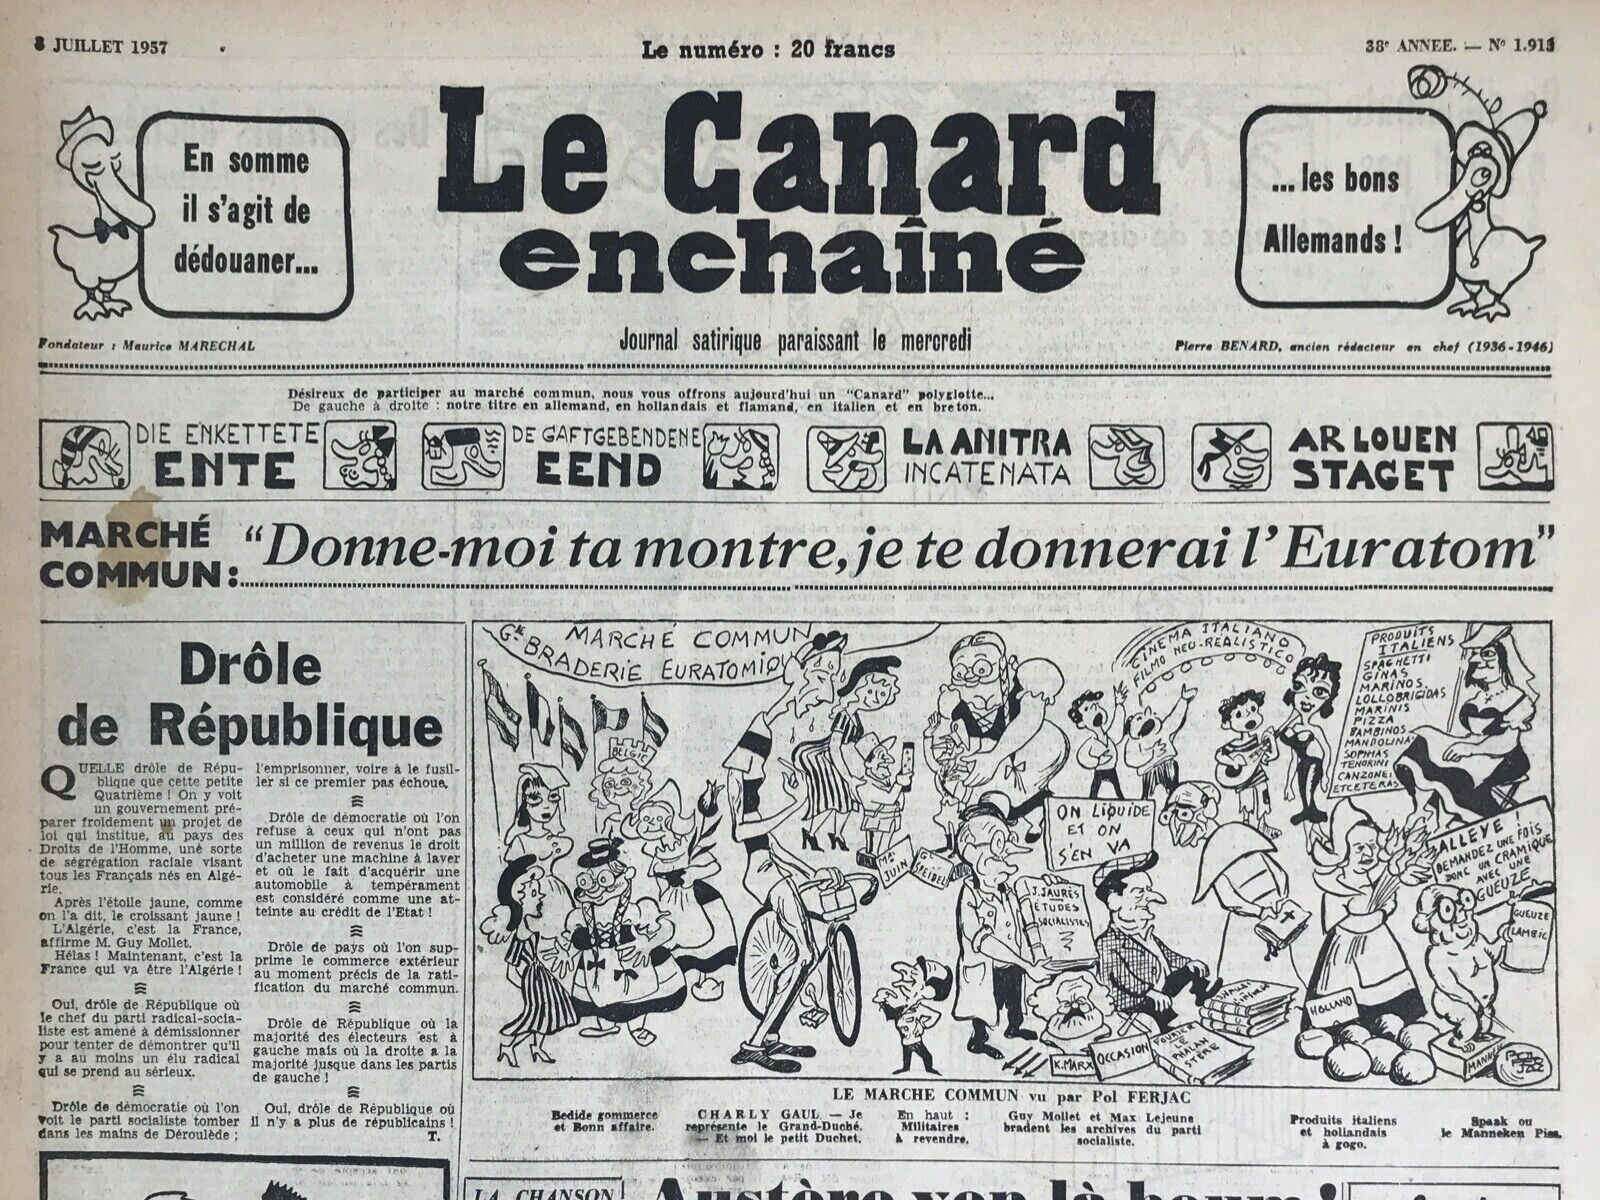 3 JUILLET 1957
Le numéro : 20 francs
38e ANNEE. — N° 1.913
En somme
il s'agit de
dédouaner...
Le Canard
enchaîné
... les bons
Allemands !
Fondateur : Maurice MARECHAL
Journal satirique paraissant le mercredi
Pierre BENARD, ancien rédacteur en chef (1936-1946)
Désireux de participer au marché commun, nous vous offrons aujourd'hui un "Canard" polyglotte...
De gauche à droite : notre titre en allemand, en hollandais et flamand, en italien et en breton.
DIE ENKETTETE
ENTE
DE GAFTGEBENDENE
EEND
LA ANITRA
INCATENATA
AR LOUEN
STAGET
MARCHÉ
COMMUN :
"Donne-moi ta montre, je te donnerai l'Euratom"
Drôle
de République
QUELLE drôle de Répu-
blique que cette petite
Quatrième ! On y voit
un gouvernement pré-
parer froidement un projet de
loi qui institue, au pays des
Droits de l'Homme, une sorte
de ségrégation raciale visant
tous les Français nés en Algé-
rie.
Après l'étoile jaune, comme
on l'a dit, le croissant jaune !
L'Algérie, c'est la France,
affirme M. Guy Mollet.
Hélas ! Maintenant, c'est la
France qui va être l'Algérie !
Oui, drôle de République où
le chef du parti radical-socia-
liste est amené à démissionner
pour tenter de démontrer qu'il
y a au moins un élu radical
qui se prend au sérieux.
Drôle de démocratie où l'on
voit le parti socialiste tomber
dans les mains de Déroulède ;
l'emprisonner, voire à le fusil-
ler si ce premier pas échoue.
Drôle de démocratie où l'on
refuse à ceux qui n'ont pas
un million de revenus le droit
d'acheter une machine à laver
et où le fait d'acquérir une
automobile à tempérament
est considéré comme une at-
teinte au crédit de l'Etat !
Drôle de pays où l'on sup-
prime le commerce extérieur
au moment précis de la rati-
fication du marché commun.
Drôle de République où la
majorité des électeurs est à
gauche mais où la droite a la
majorité jusque dans les partis
de gauche !
Oui, drôle de République où
il n'y a plus de républicains !
T.
MARCHÉ COMMUN
Gde BRADERIE EURATOMIQUE
BELGIE
CINEMA ITALIANO
FILMO NEO-REALISTICO
PRODUITS
ITALIENS
SPAGHETTI
GINAS
MARINOS
LOLLOBRIGIDAS
MARINIS
PIZZA
BAMBINOS
MANDOLINA
SOPHIAS
TENORINI
CANZONEI
ETCETERAS
Mal
JUIN
Gl
SPEIDEL
ON LIQUIDE
ET ON
S'EN VA
J. JAURÈS
ÉTUDES
SOCIALISTES
ALLEYE !
DEMANDEZ UNE FOIS
DONC UN CRAMIQUE
AVEC UNE
GUEUZE
GUEUZE
LAMBIC
HOLLAND
K. MARX
OCCASION
FOURIER
LE
PHALAN
STÈRE
LE MARCHE COMMUN vu par Pol FERJAC
Bedide gommerce
et Bonn affaire.
CHARLY GAUL. — Je
représente le Grand-Duché.
— Et moi le petit Duchet.
En haut :
Militaires
à revendre.
Guy Mollet et Max Lejeune
bradent les archives du parti
socialiste.
Produits italiens
et hollandais
à gogo.
Spaak ou
le Manneken Piss.
LA CHANSON